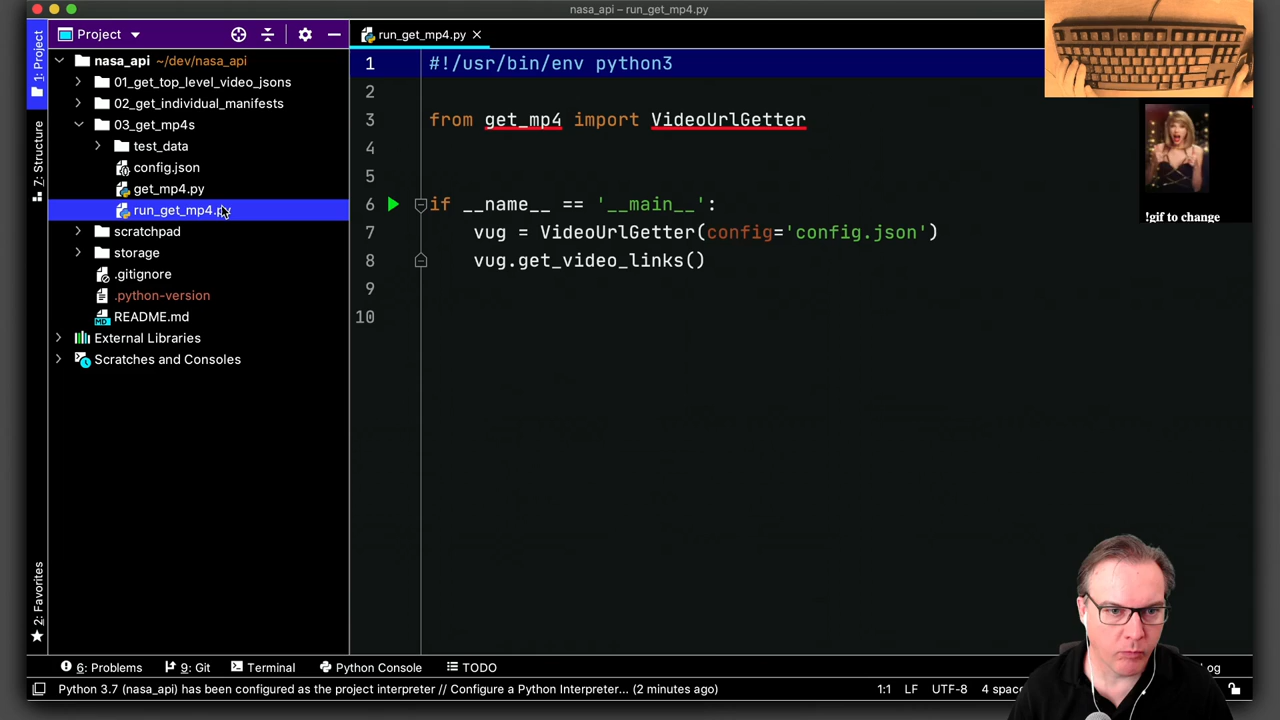 nasa_api – run_get_mp4.py
1: Project
Project
run_get_mp4.py
nasa_api ~/dev/nasa_api
01_get_top_level_video_jsons
02_get_individual_manifests
03_get_mp4s
test_data
config.json
get_mp4.py
run_get_mp4.py
scratchpad
storage
.gitignore
.python-version
README.md
External Libraries
Scratches and Consoles
7: Structure
2: Favorites
1 #!/usr/bin/env python3
2
3 from get_mp4 import VideoUrlGetter
4
5
6 if __name__ == '__main__':
7 vug = VideoUrlGetter(config='config.json')
8 vug.get_video_links()
9
10
!gif to change
6: Problems 9: Git Terminal Python Console TODO
Python 3.7 (nasa_api) has been configured as the project interpreter // Configure a Python Interpreter... (2 minutes ago) 1:1 LF UTF-8 4